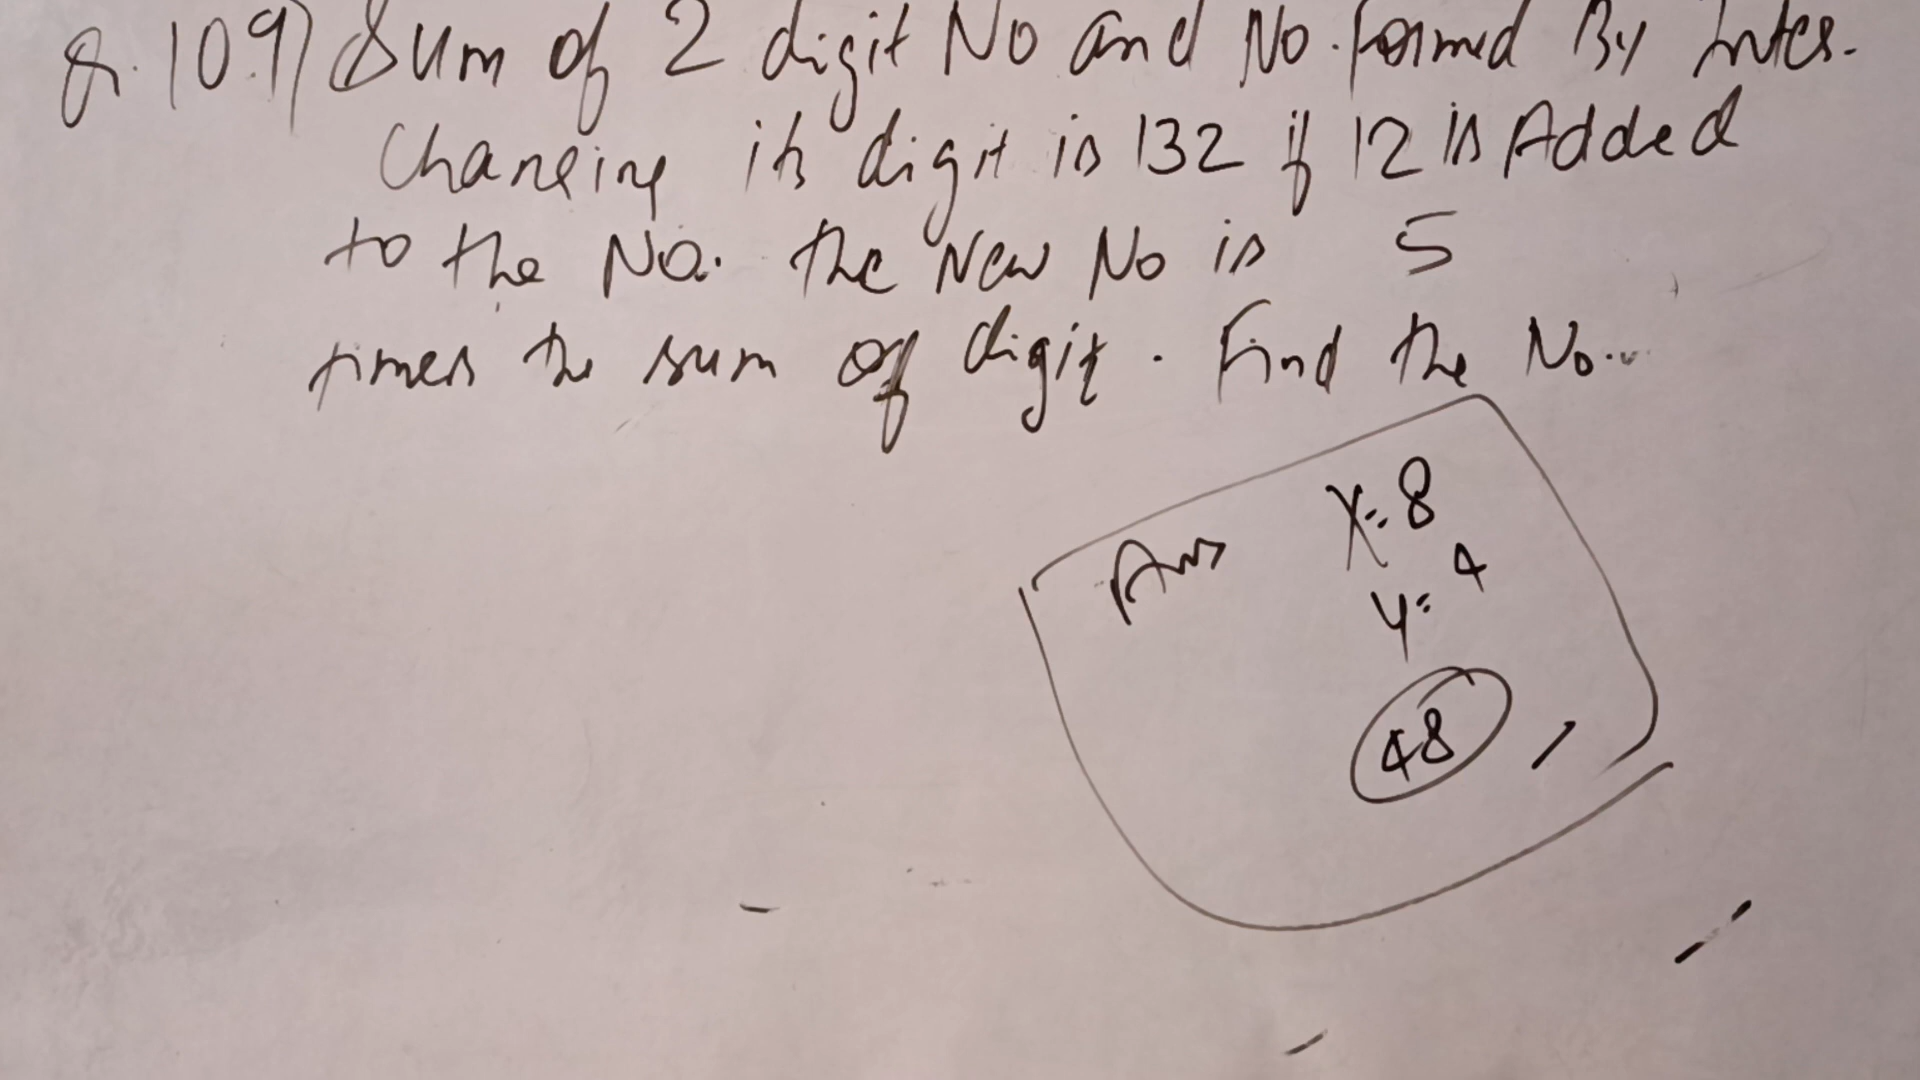 Q. 109) Sum of 2 digit No and No. formed By Inter-
Changing its digit is 132 if 12 is Added
to the No. the New No is 5
times the sum of digit. Find the No..
Ans x=8
y=4
48